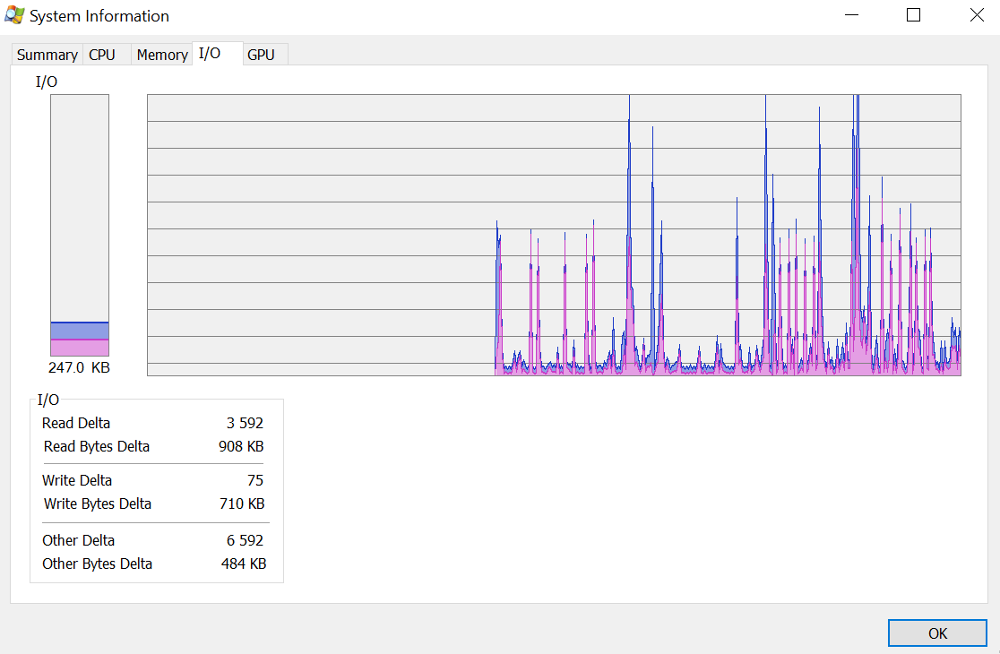 System Information
Summary CPU Memory I/O GPU
I/O
247.0 KB
I/O
Read Delta 3 592
Read Bytes Delta 908 KB
Write Delta 75
Write Bytes Delta 710 KB
Other Delta 6 592
Other Bytes Delta 484 KB
OK